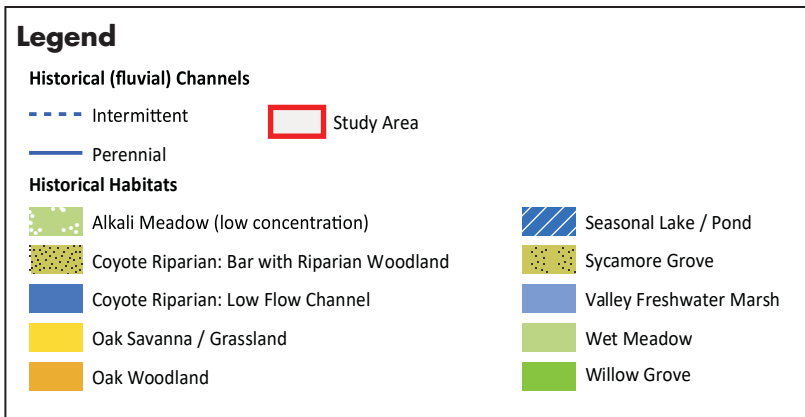 Legend
Historical (fluvial) Channels
Intermittent
Study Area
Perennial
Historical Habitats
Alkali Meadow (low concentration)
Coyote Riparian: Bar with Riparian Woodland
Coyote Riparian: Low Flow Channel
Oak Savanna / Grassland
Oak Woodland
Seasonal Lake / Pond
Sycamore Grove
Valley Freshwater Marsh
Wet Meadow
Willow Grove